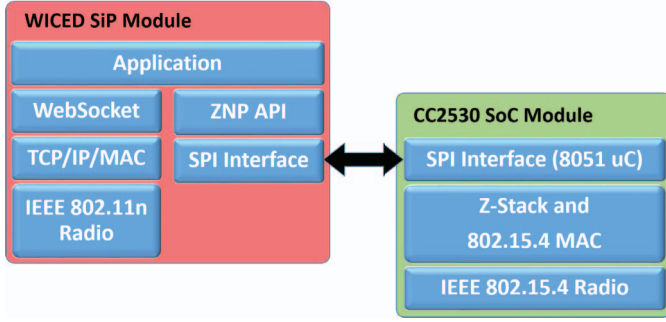 WICED SiP Module
Application
WebSocket
ZNP API
TCP/IP/MAC
SPI Interface
IEEE 802.11n
Radio
CC2530 SoC Module
SPI Interface (8051 uC)
Z-Stack and
802.15.4 MAC
IEEE 802.15.4 Radio